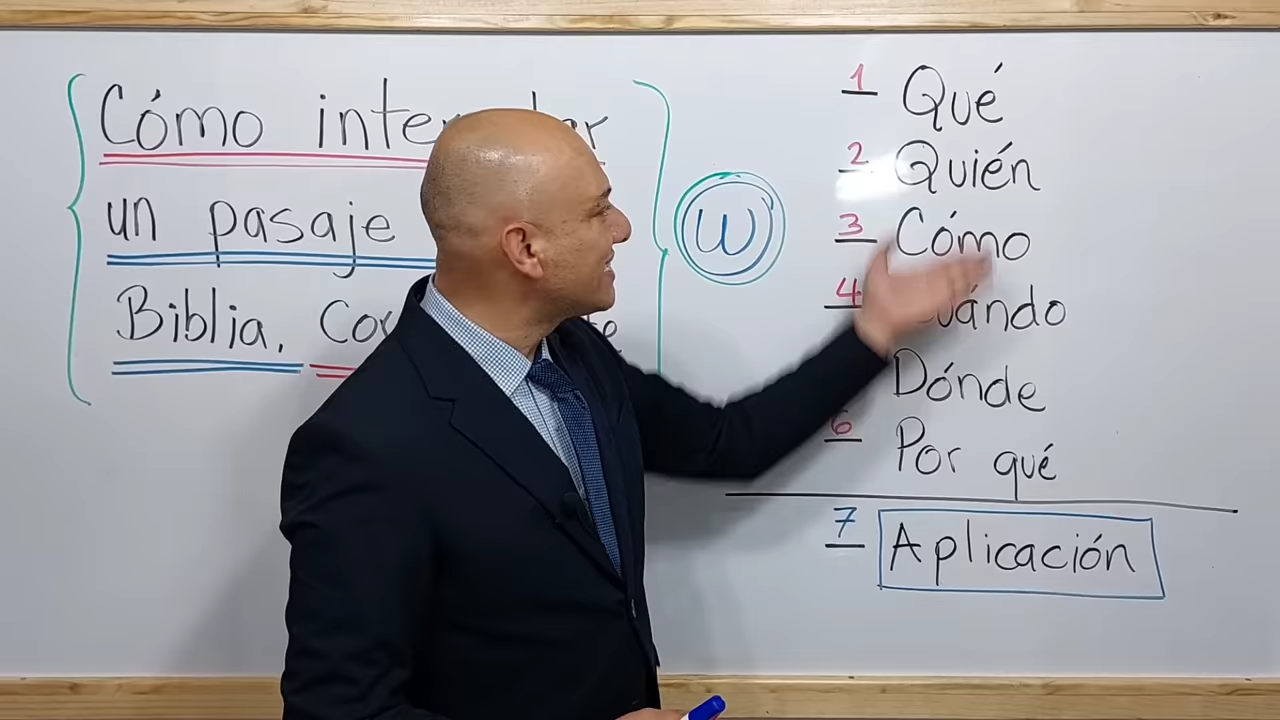 Cómo
un pasaje
Biblia,
W
1 Qué
2 Quién
3 Cómo
4
Dónde
6 Por qué
7 Aplicación